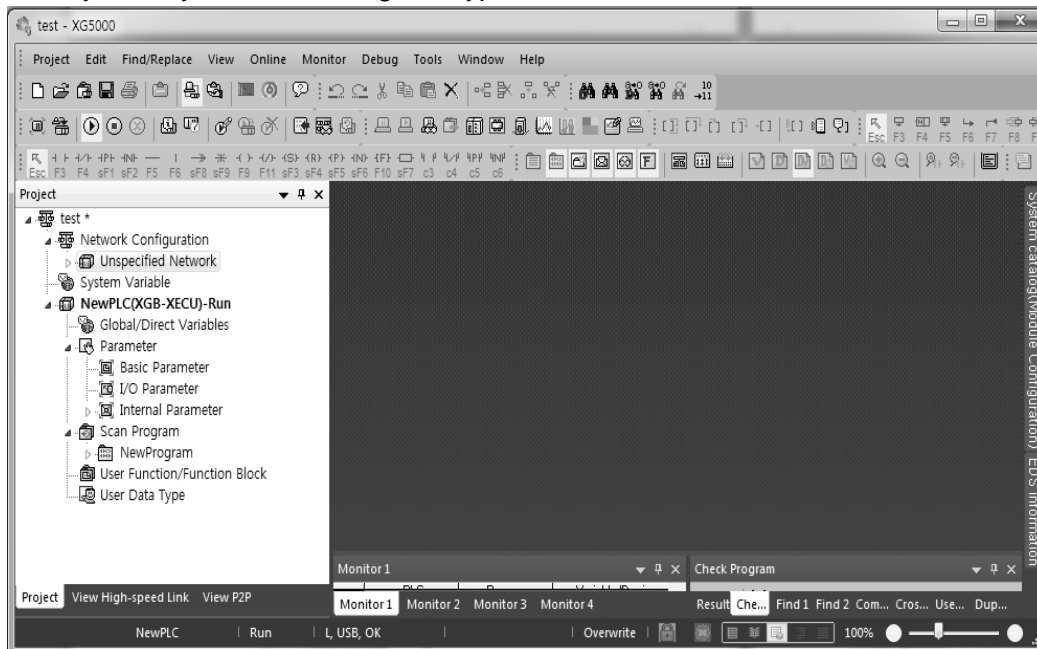 test - XG5000
Project Edit Find/Replace View Online Monitor Debug Tools Window Help
Esc F3 F4 F5 F6 F7 F8
Esc F3 F4 sF1 sF2 F5 F6 sF8 sF9 F9 F11 sF3 sF4 sF5 sF6 F10 sF7 c3 c4 c5 c6
Project
test *
Network Configuration
Unspecified Network
System Variable
NewPLC(XGB-XECU)-Run
Global/Direct Variables
Parameter
Basic Parameter
I/O Parameter
Internal Parameter
Scan Program
NewProgram
User Function/Function Block
User Data Type
System catalog(Module Configuration)
EDS Information
Monitor 1
Check Program
Project View High-speed Link View P2P
Monitor 1 Monitor 2 Monitor 3 Monitor 4
Result Che... Find 1 Find 2 Com... Cros... Use... Dup...
NewPLC Run L, USB, OK Overwrite 100%